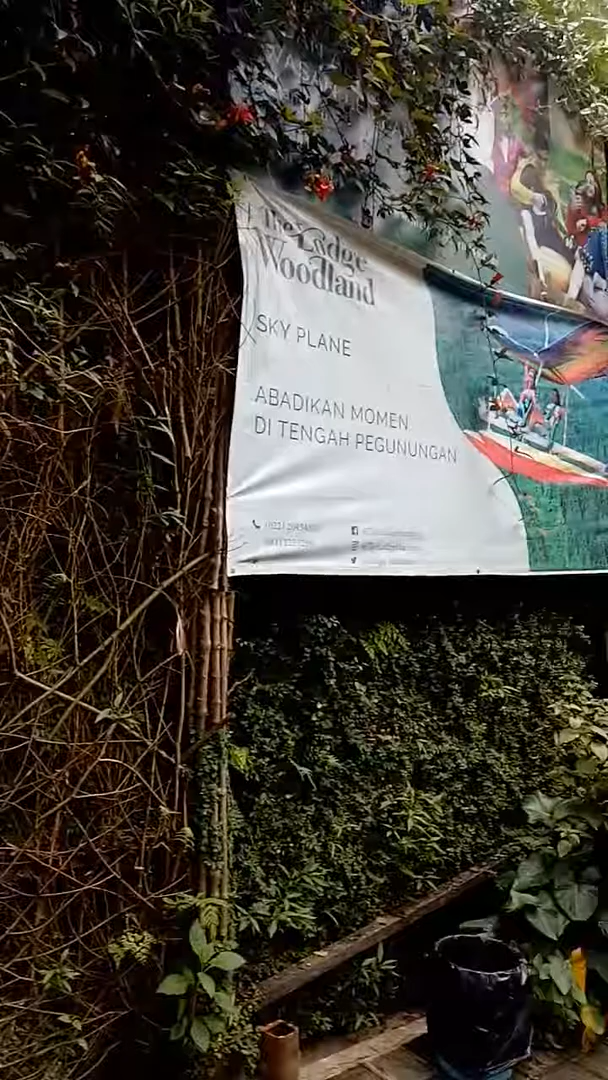 The Lodge
Woodland
SKY PLANE
ABADIKAN MOMEN
DI TENGAH PEGUNUNGAN